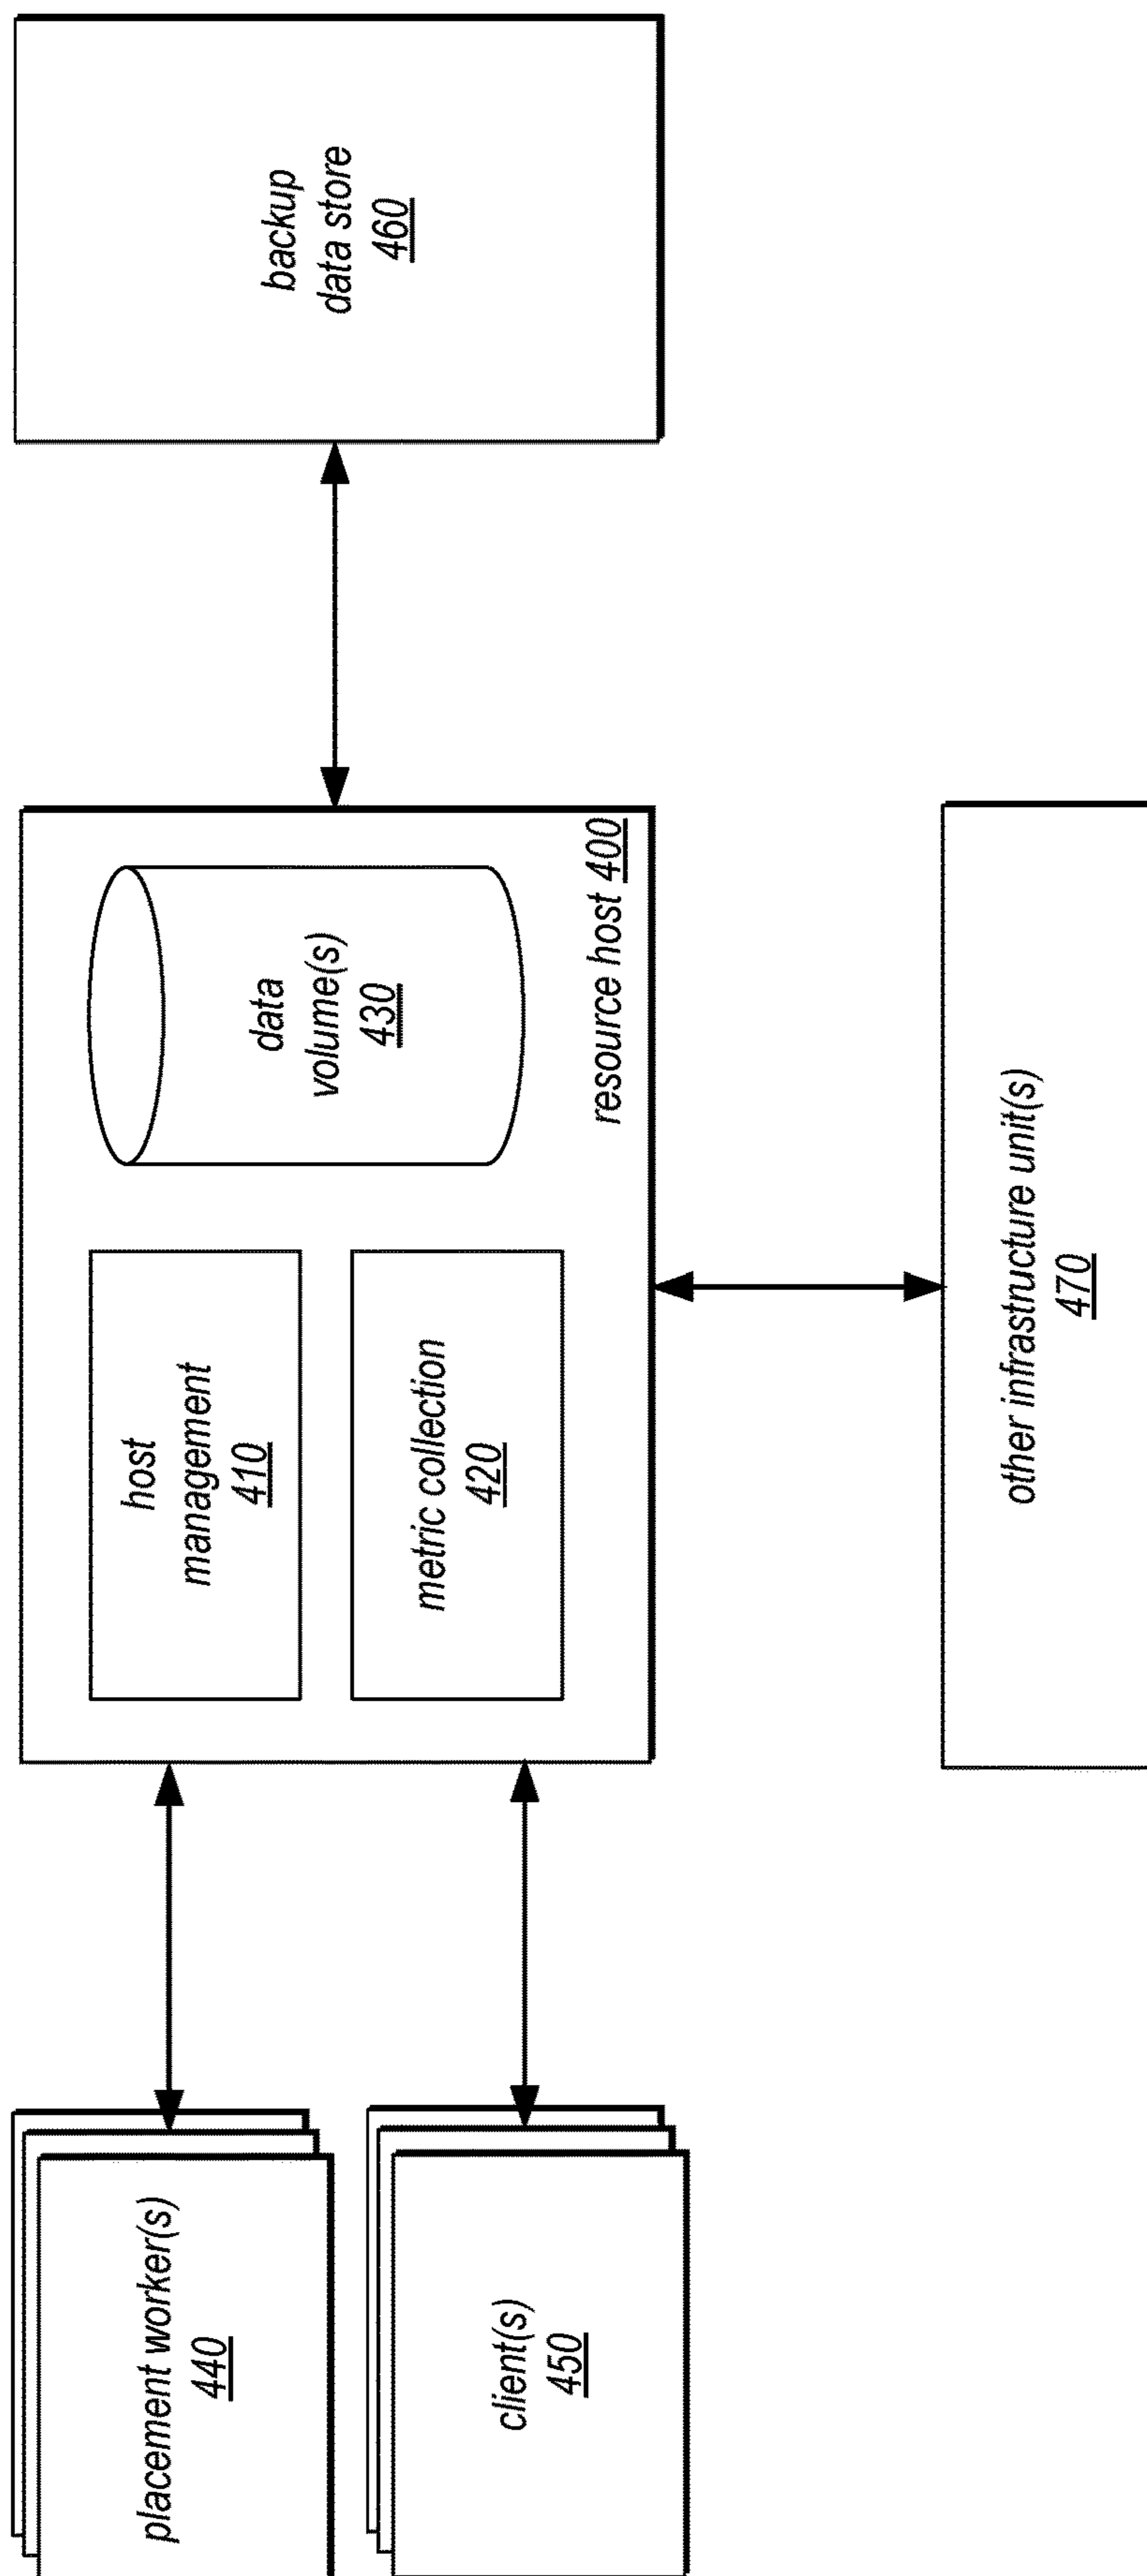 placement worker(s)
440
client(s)
450
host
management
410
metric collection
420
data
volume(s)
430
resource host 400
backup
data store
460
other infrastructure unit(s)
470